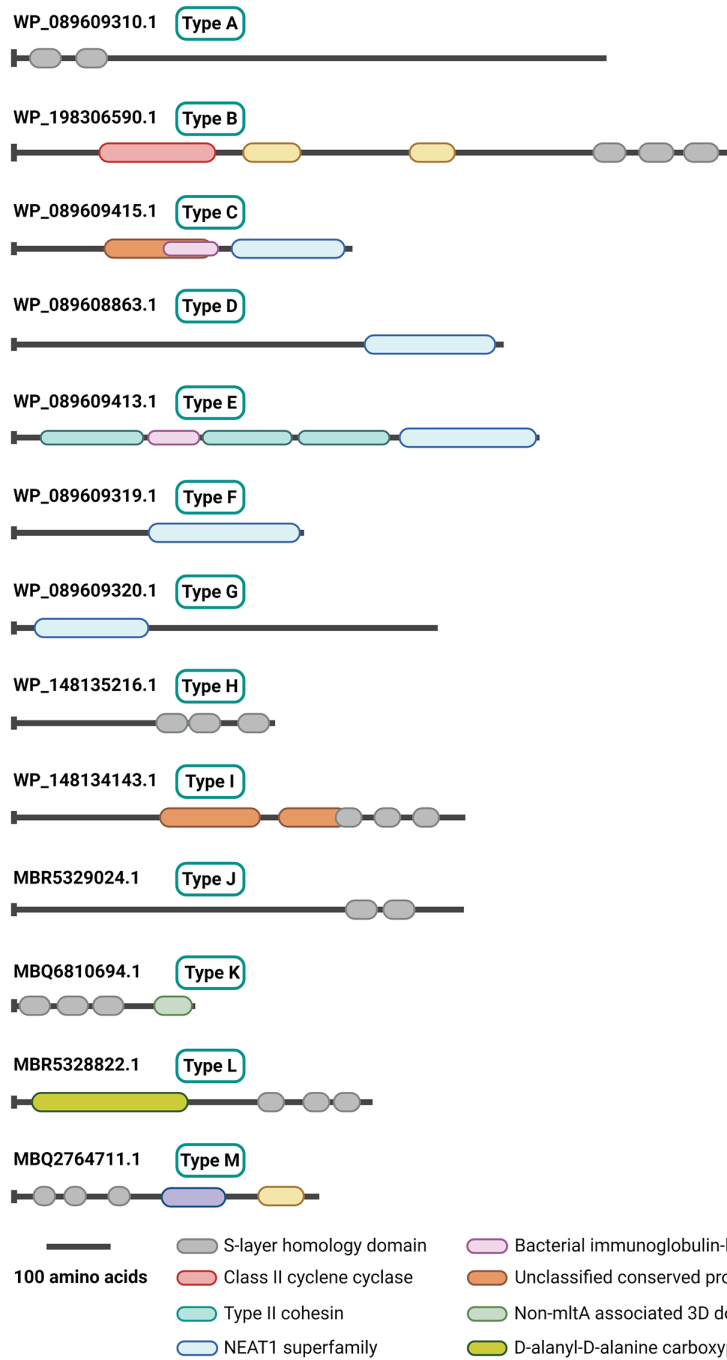 WP_089609310.1 Type A
WP_198306590.1 Type B
WP_089609415.1 Type C
WP_089608863.1 Type D
WP_089609413.1 Type E
WP_089609319.1 Type F
WP_089609320.1 Type G
WP_148135216.1 Type H
WP_148134143.1 Type I
MBR5329024.1 Type J
MBQ6810694.1 Type K
MBR5328822.1 Type L
MBQ2764711.1 Type M
100 amino acids
S-layer homology domain
Class II cyclene cyclase
Type II cohesin
NEAT1 superfamily
Bacterial immunoglobulin-
Unclassified conserved pro
Non-mltA associated 3D do
D-alanyl-D-alanine carboxy